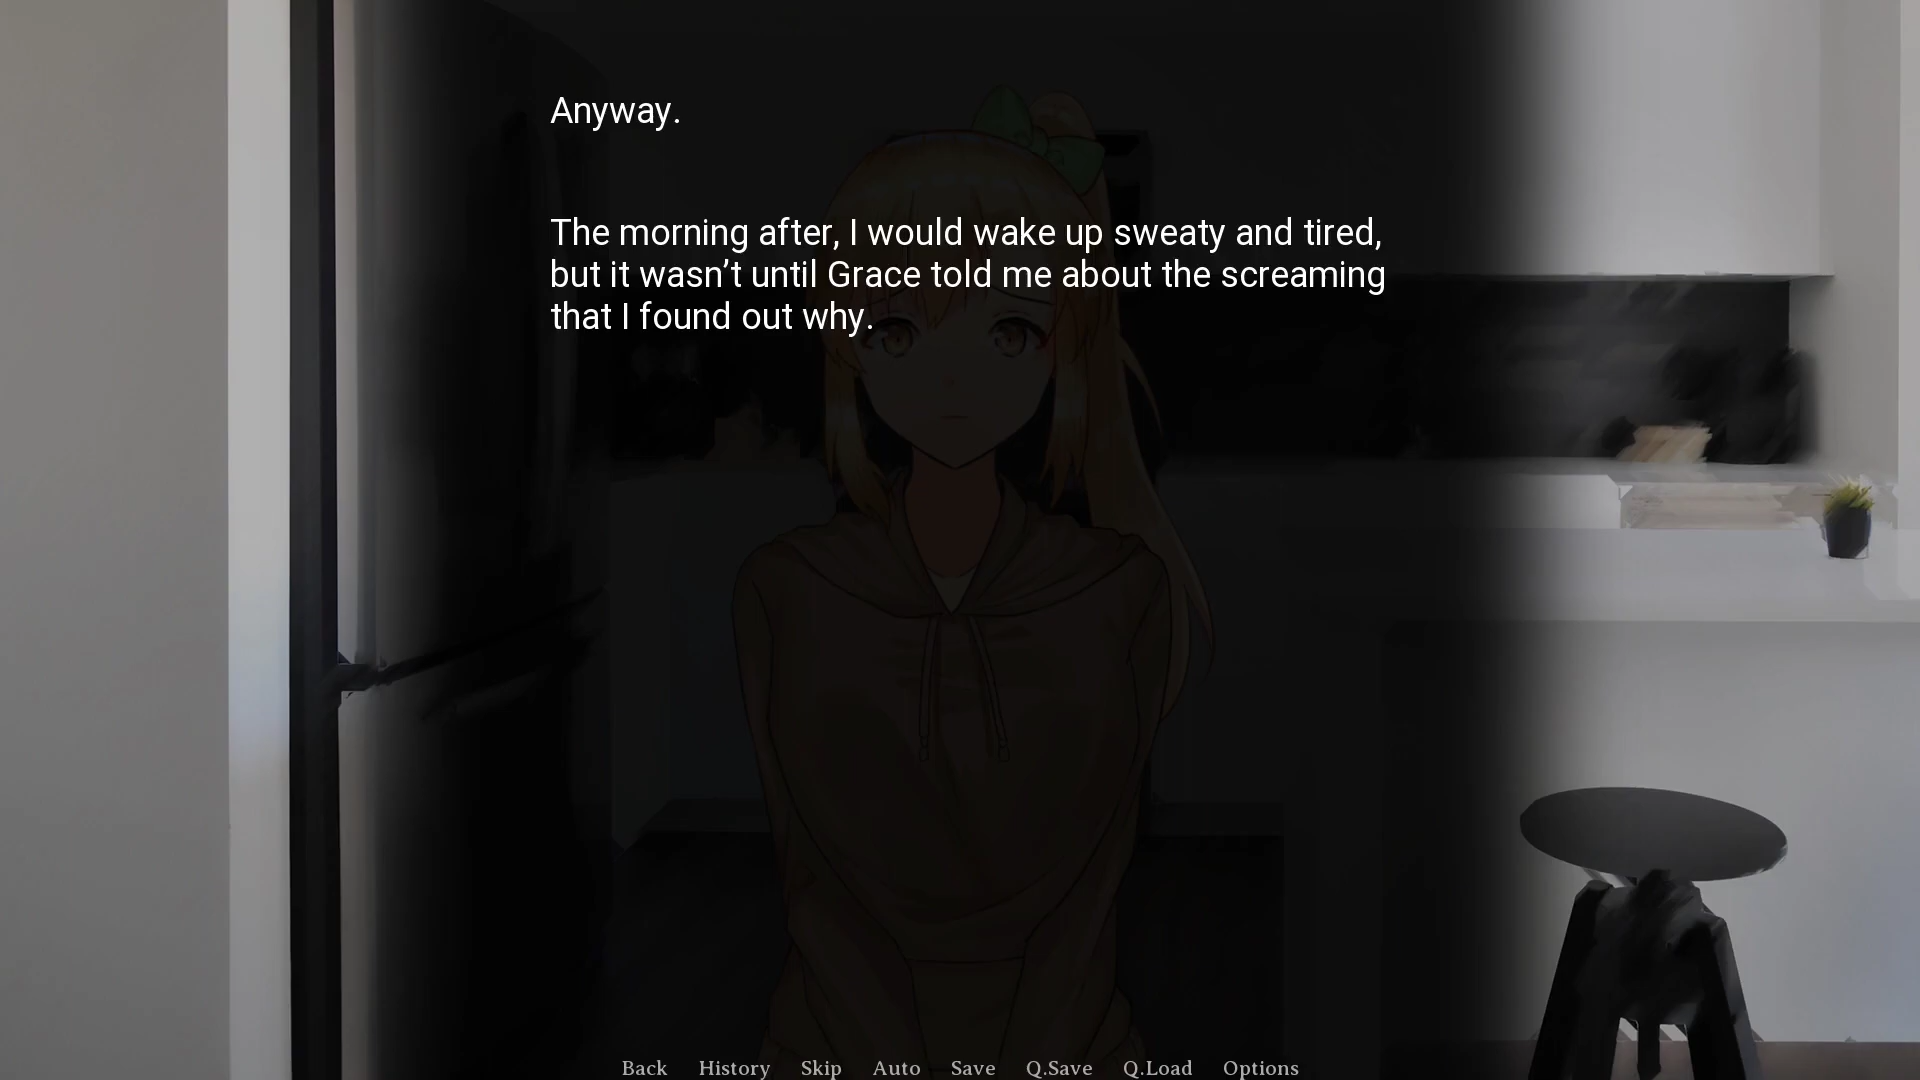 Anyway.
The morning after, I would wake up sweaty and tired,
but it wasn’t until Grace told me about the screaming
that I found out why.
Back History Skip Auto Save Q.Save Q.Load Options